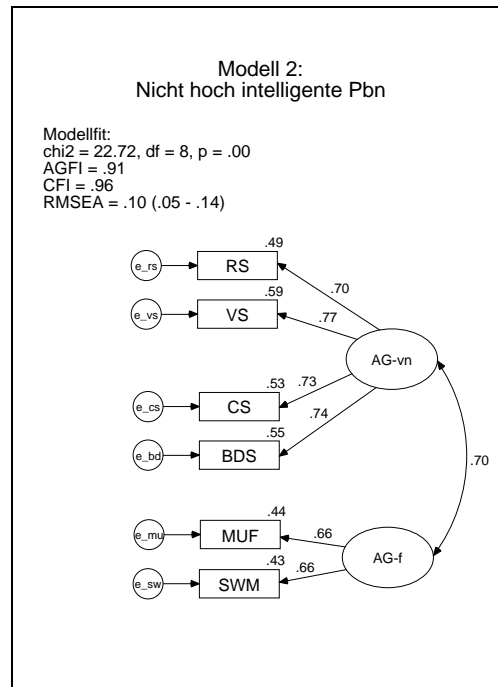 Modell 2:
Nicht hoch intelligente Pbn
Modellfit:
chi2 = 22.72, df = 8, p = .00
AGFI = .91
CFI = .96
RMSEA = .10 (.05 - .14)
.49
e_rs RS
.70
.59
e_vs VS
.77
AG-vn
.53
.73
e_cs CS
.74
.55
e_bd BDS
.70
.44
e_mu MUF
.66
AG-f
.43
.66
e_sw SWM